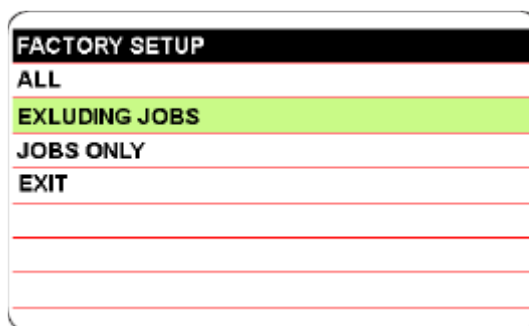 FACTORY SETUP
ALL
EXLUDING JOBS
JOBS ONLY
EXIT